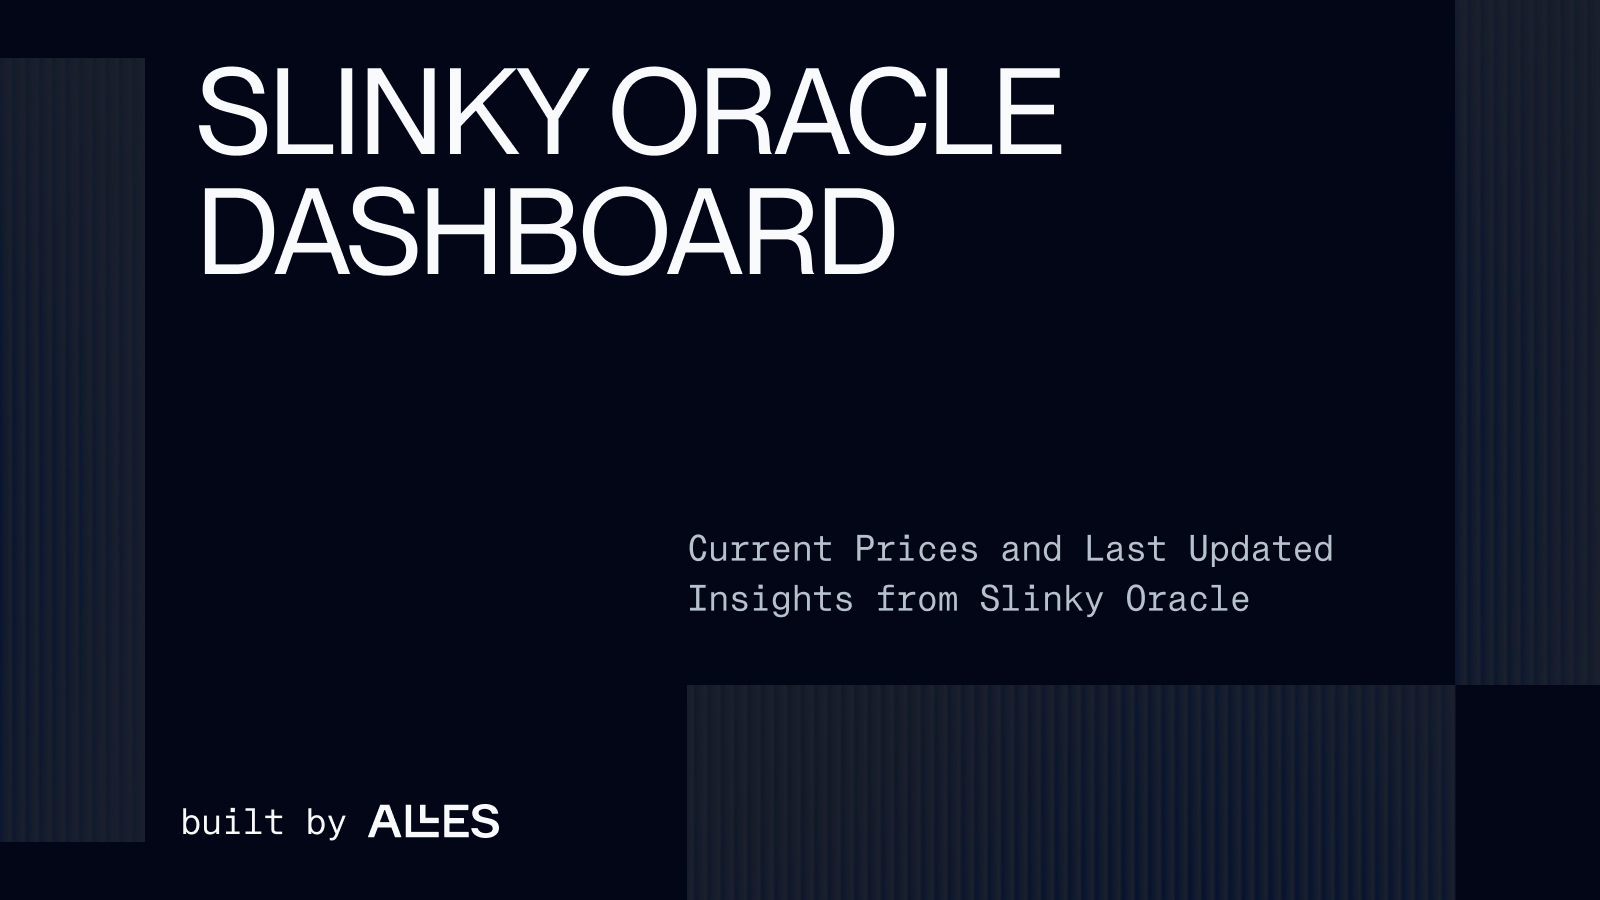 SLINKY ORACLE
DASHBOARD
Current Prices and Last Updated
Insights from Slinky Oracle
built by ALLES